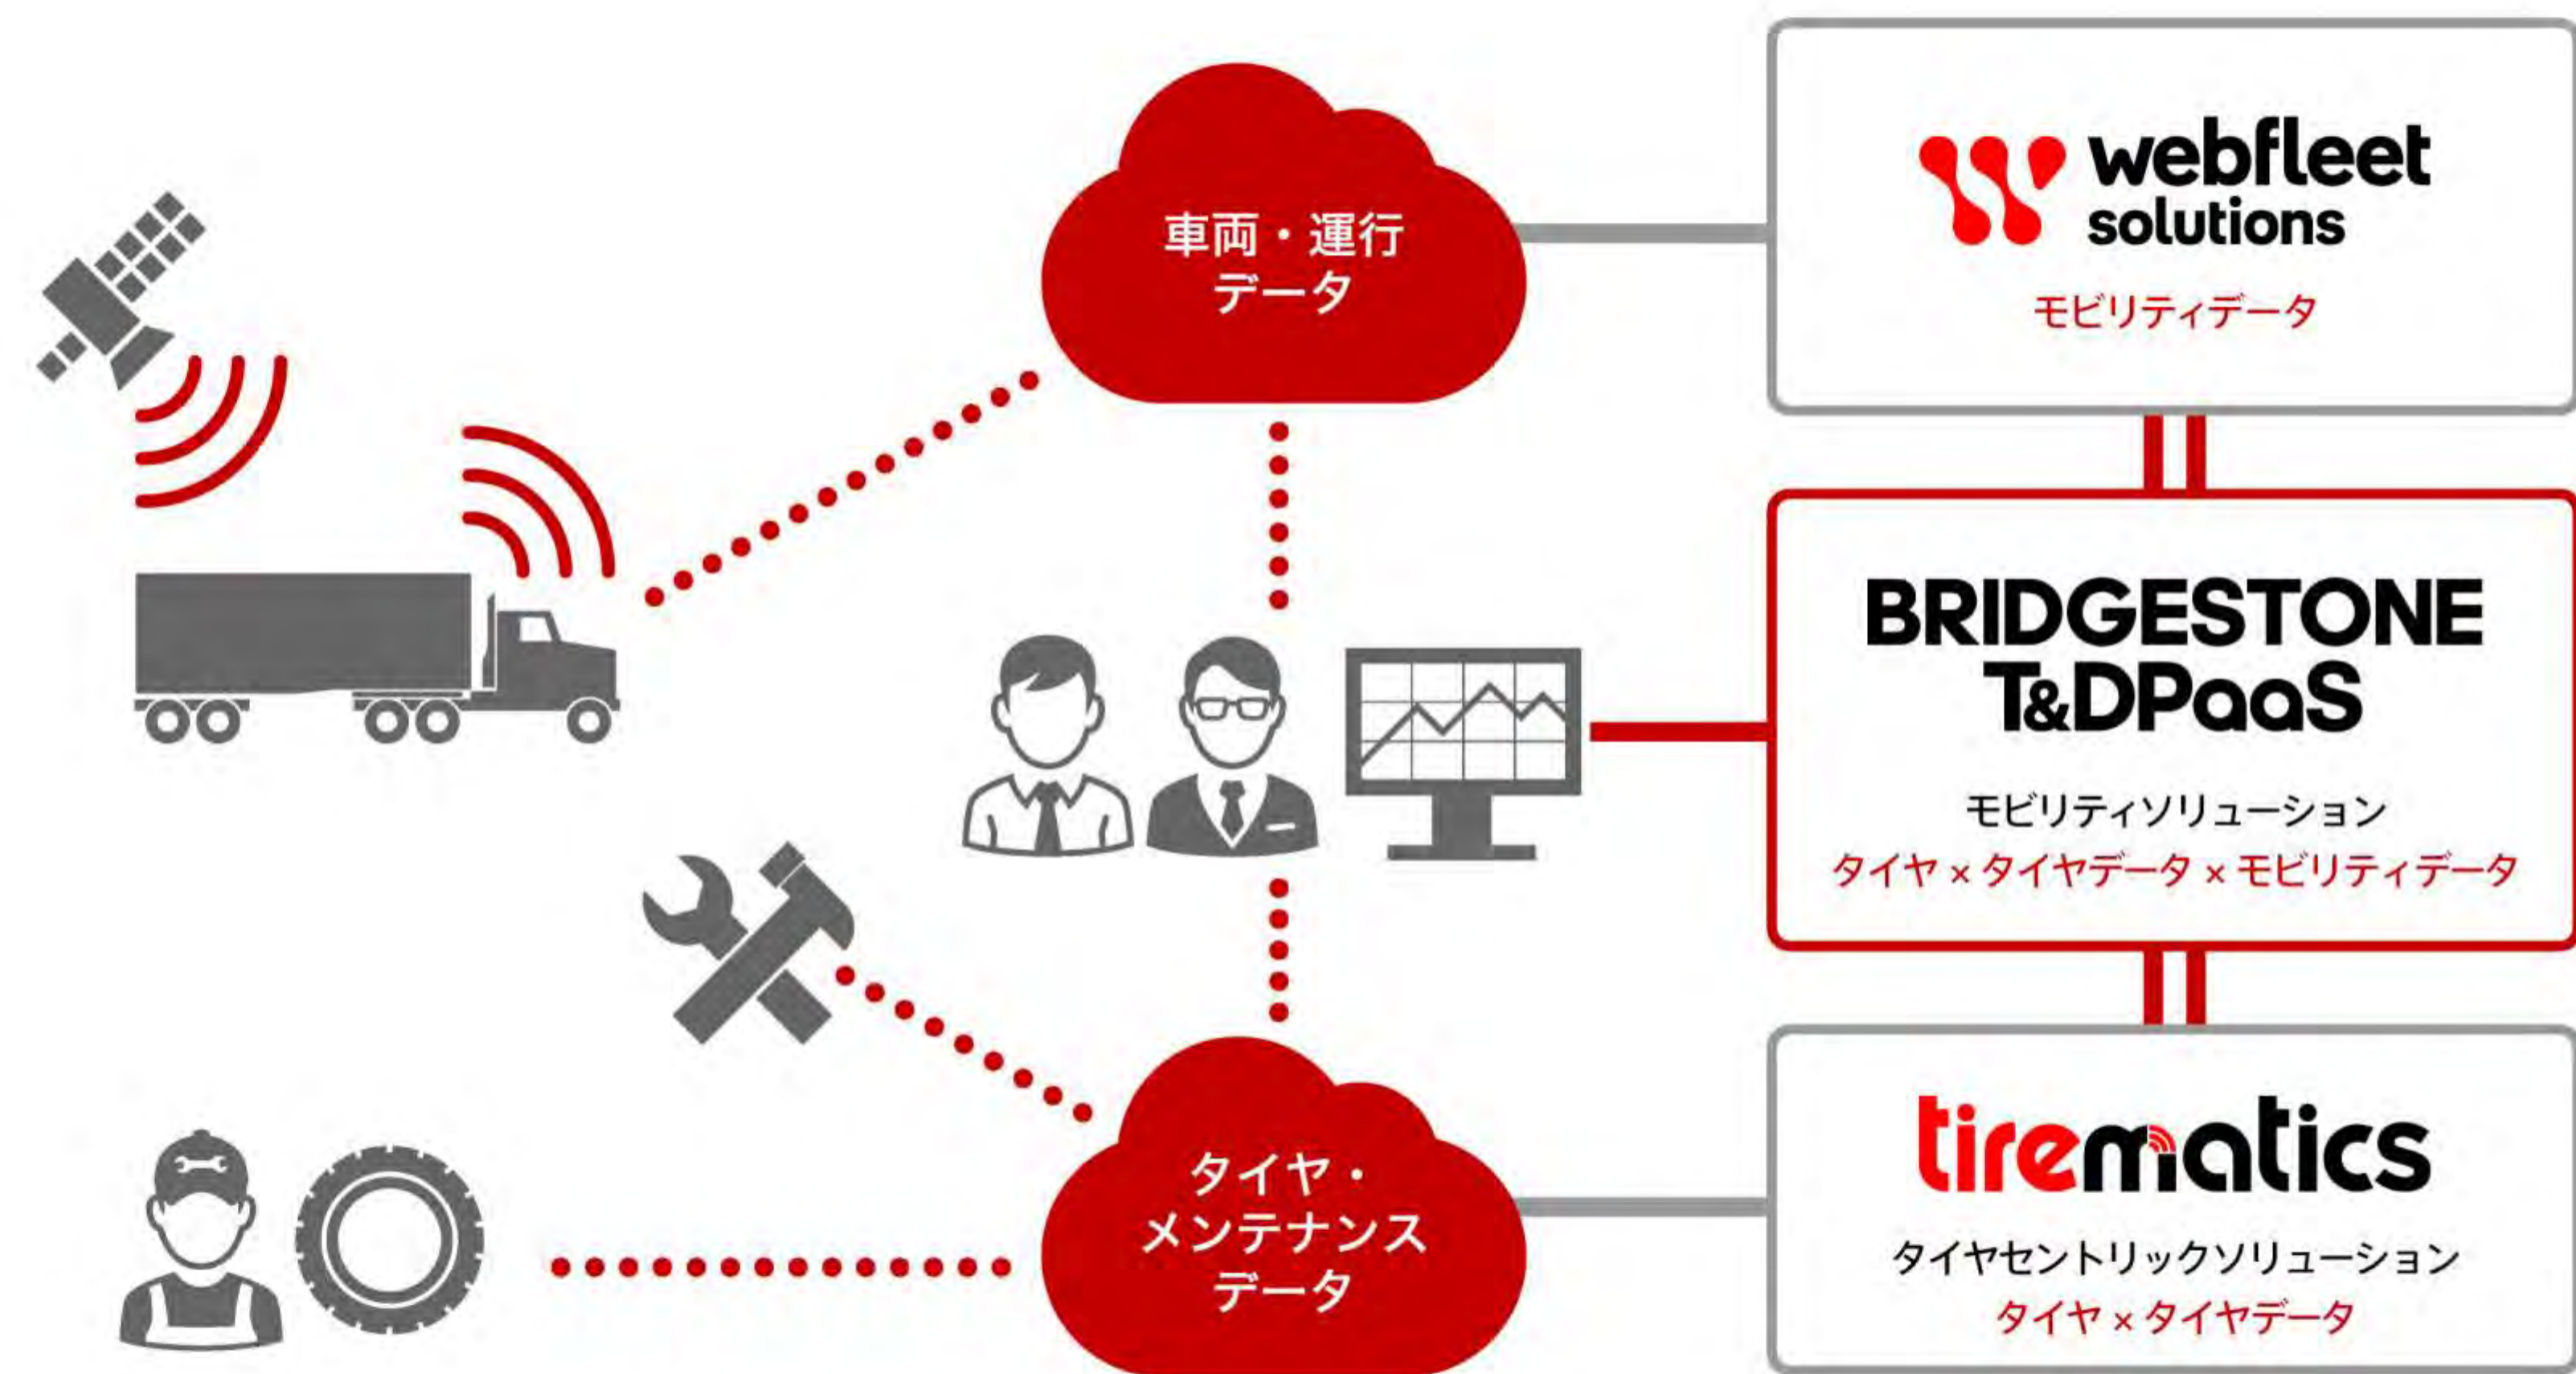 車両・運行
データ
webfleet
solutions
モビリティデータ
BRIDGESTONE
T&DPaaS
モビリティソリューション
タイヤ×タイヤデータ×モビリティデータ
タイヤ・
メンテナンス
データ
tirematics
タイヤセントリックソリューション
タイヤ×タイヤデータ